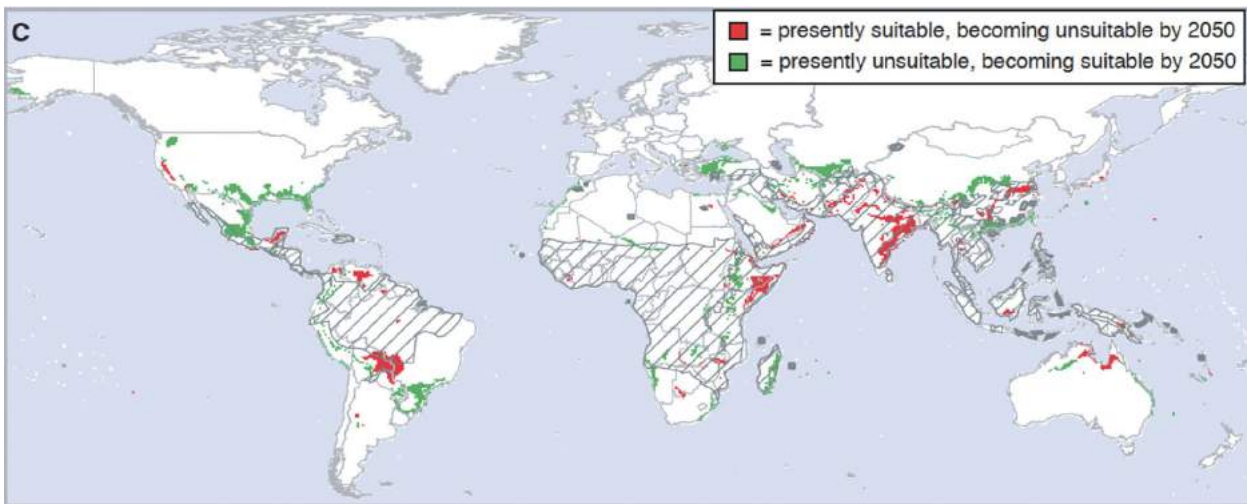 C
= presently suitable, becoming unsuitable by 2050
= presently unsuitable, becoming suitable by 2050